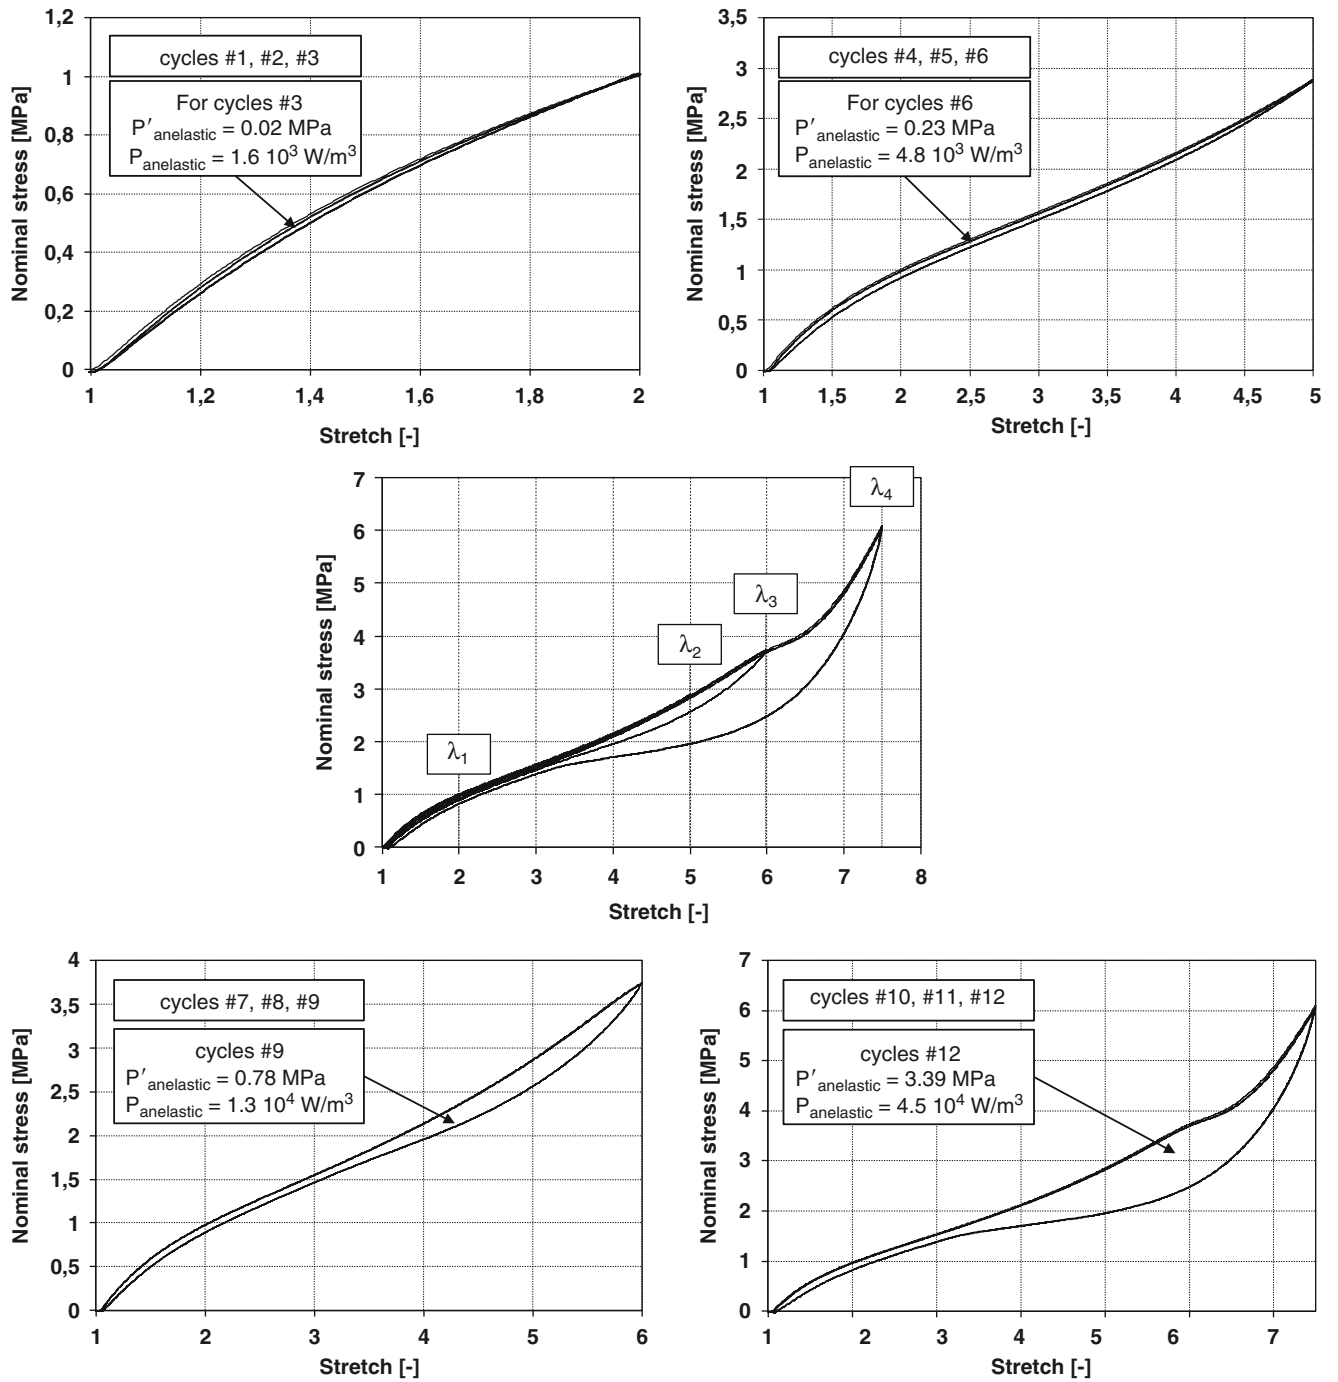 1,2
1
0,8
0,6
0,4
0,2
0
Nominal stress [MPa]
cycles #1, #2, #3
For cycles #3
P′anelastic = 0.02 MPa
Panelastic = 1.6 10³ W/m³
1 1,2 1,4 1,6 1,8 2
Stretch [-]
3,5
3
2,5
2
1,5
1
0,5
0
Nominal stress [MPa]
cycles #4, #5, #6
For cycles #6
P′anelastic = 0.23 MPa
Panelastic = 4.8 10³ W/m³
1 1,5 2 2,5 3 3,5 4 4,5 5
Stretch [-]
7
6
5
4
3
2
1
0
Nominal stress [MPa]
λ4
λ3
λ2
λ1
1 2 3 4 5 6 7 8
Stretch [-]
4
3,5
3
2,5
2
1,5
1
0,5
0
Nominal stress [MPa]
cycles #7, #8, #9
cycles #9
P′anelastic = 0.78 MPa
Panelastic = 1.3 10⁴ W/m³
1 2 3 4 5 6
Stretch [-]
7
6
5
4
3
2
1
0
Nominal stress [MPa]
cycles #10, #11, #12
cycles #12
P′anelastic = 3.39 MPa
Panelastic = 4.5 10⁴ W/m³
1 2 3 4 5 6 7
Stretch [-]